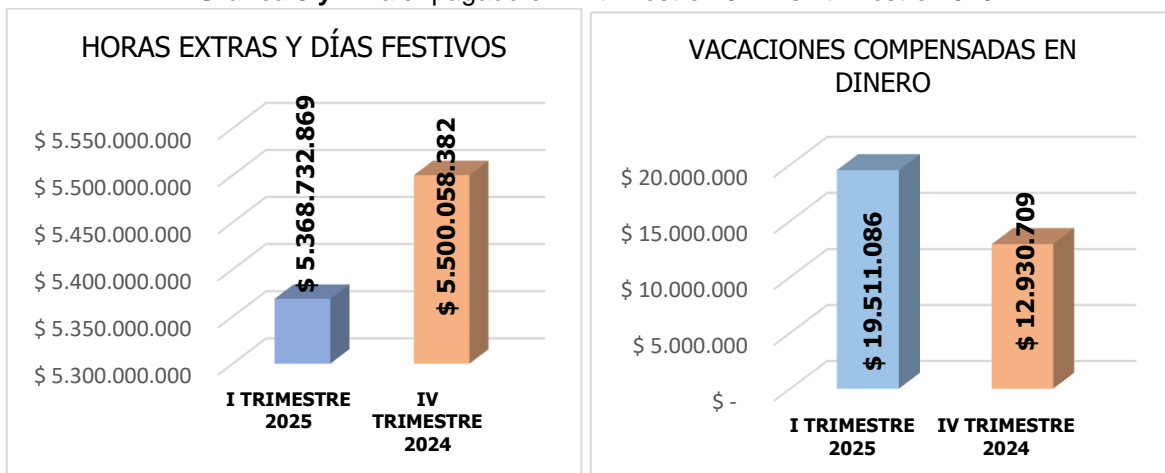 HORAS EXTRAS Y DÍAS FESTIVOS
$ 5.550.000.000
$ 5.500.000.000
$ 5.450.000.000
$ 5.400.000.000
$ 5.350.000.000
$ 5.300.000.000
$ 5.368.732.869
$ 5.500.058.382
I TRIMESTRE
2025
IV
TRIMESTRE
2024
VACACIONES COMPENSADAS EN
DINERO
$ 20.000.000
$ 15.000.000
$ 10.000.000
$ 5.000.000
$ -
$ 19.511.086
$ 12.930.709
I TRIMESTRE
2025
IV TRIMESTRE
2024